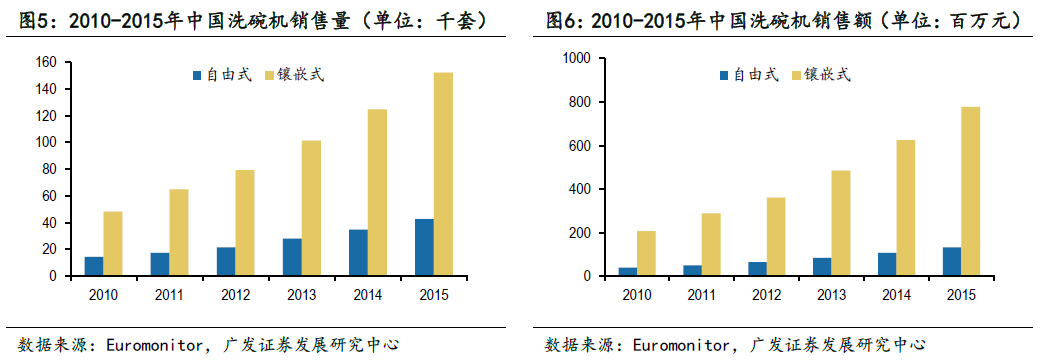 图5：2010-2015年中国洗碗机销售量（单位：千套）
自由式 镶嵌式
160
140
120
100
80
60
40
20
0
2010 2011 2012 2013 2014 2015
数据来源：Euromonitor，广发证券发展研究中心
图6：2010-2015年中国洗碗机销售额（单位：百万元）
自由式 镶嵌式
1000
800
600
400
200
0
2010 2011 2012 2013 2014 2015
数据来源：Euromonitor，广发证券发展研究中心